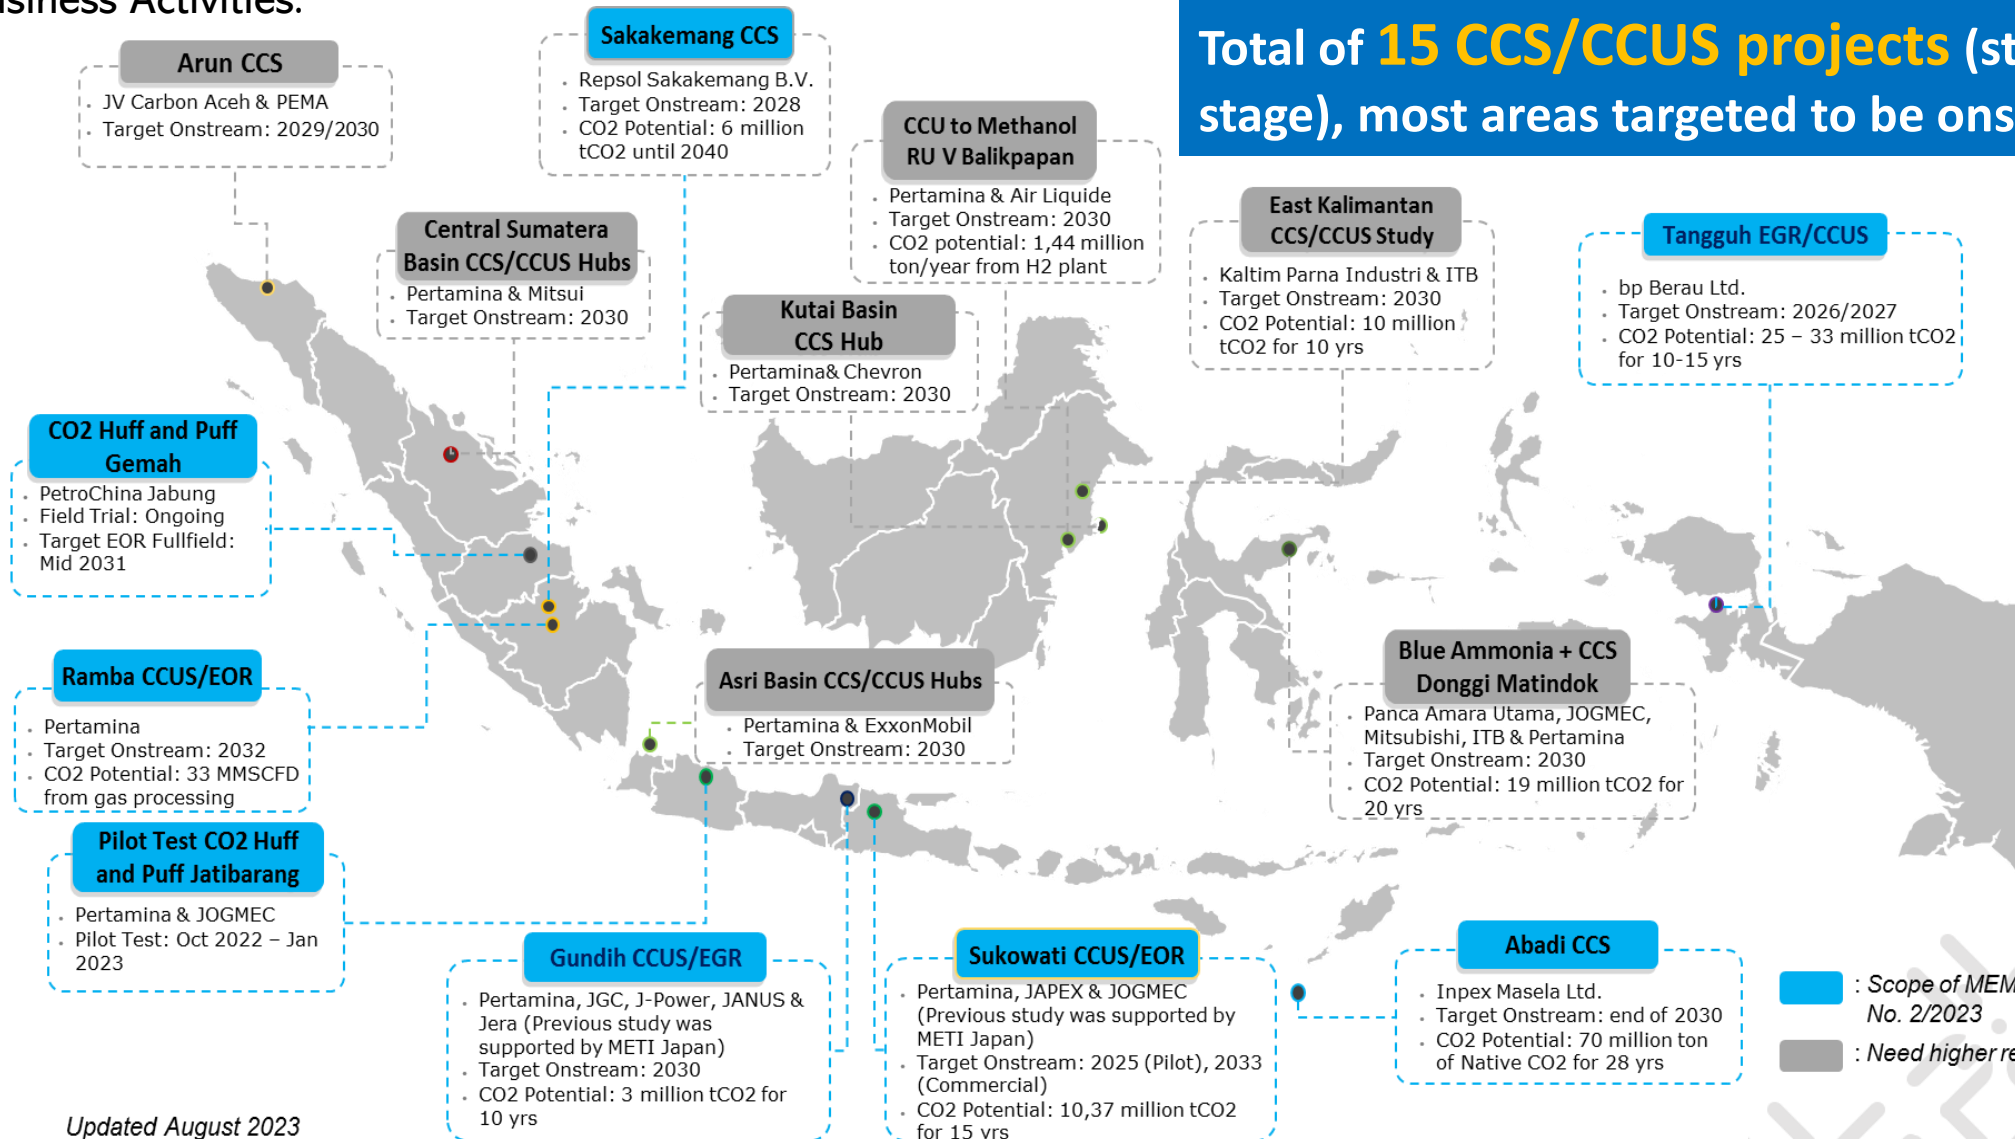 Business Activities.
Total of 15 CCS/CCUS projects
stage), most areas targeted to be
Arun CCS
JV Carbon Aceh & PEMA
Target Onstream: 2029/2030
Sakakemang CCS
Repsol Sakakemang B.V.
Target Onstream: 2028
CO2 Potential: 6 million
tCO2 until 2040
CCU to Methanol
RU V Balikpapan
Pertamina & Air Liquide
Target Onstream: 2030
CO2 potential: 1,44 million
ton/year from H2 plant
Central Sumatera
Basin CCS/CCUS Hubs
Pertamina & Mitsui
Target Onstream: 2030
Kutai Basin
CCS Hub
Pertamina& Chevron
Target Onstream: 2030
East Kalimantan
CCS/CCUS Study
Kaltim Parna Industri & ITB
Target Onstream: 2030
CO2 Potential: 10 million
tCO2 for 10 yrs
Tangguh EGR/CCUS
bp Berau Ltd.
Target Onstream: 2026/2027
CO2 Potential: 25 – 33 million tCO2
for 10-15 yrs
CO2 Huff and Puff
Gemah
PetroChina Jabung
Field Trial: Ongoing
Target EOR Fullfield:
Mid 2031
Ramba CCUS/EOR
Pertamina
Target Onstream: 2032
CO2 Potential: 33 MMSCFD
from gas processing
Asri Basin CCS/CCUS Hubs
Pertamina & ExxonMobil
Target Onstream: 2030
Blue Ammonia + CCS
Donggi Matindok
Panca Amara Utama, JOGMEC,
Mitsubishi, ITB & Pertamina
Target Onstream: 2030
CO2 Potential: 19 million tCO2 for
20 yrs
Pilot Test CO2 Huff
and Puff Jatibarang
Pertamina & JOGMEC
Pilot Test: Oct 2022 – Jan
2023
Gundih CCUS/EGR
Pertamina, JGC, J-Power, JANUS &
Jera (Previous study was
supported by METI Japan)
Target Onstream: 2030
CO2 Potential: 3 million tCO2 for
10 yrs
Sukowati CCUS/EOR
Pertamina, JAPEX & JOGMEC
(Previous study was supported by
METI Japan)
Target Onstream: 2025 (Pilot), 2033
(Commercial)
CO2 Potential: 10,37 million tCO2
for 15 yrs
Abadi CCS
Inpex Masela Ltd.
Target Onstream: end of 2030
CO2 Potential: 70 million ton
of Native CO2 for 28 yrs
: Scope of
No. 2/2023
: Need higher
Updated August 2023